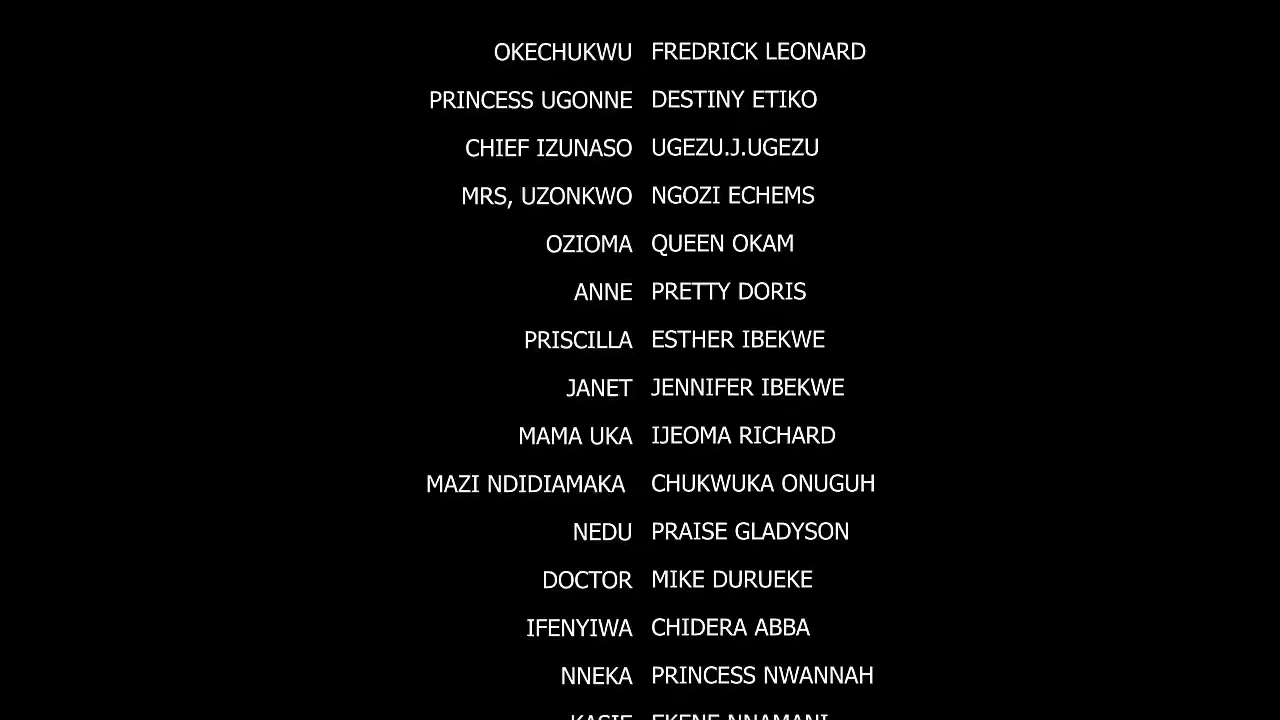 OKECHUKWU FREDRICK LEONARD
PRINCESS UGONNE DESTINY ETIKO
CHIEF IZUNASO UGEZU.J.UGEZU
MRS, UZONKWO NGOZI ECHEMS
OZIOMA QUEEN OKAM
ANNE PRETTY DORIS
PRISCILLA ESTHER IBEKWE
JANET JENNIFER IBEKWE
MAMA UKA IJEOMA RICHARD
MAZI NDIDIAMAKA CHUKWUKA ONUGUH
NEDU PRAISE GLADYSON
DOCTOR MIKE DURUEKE
IFENYIWA CHIDERA ABBA
NNEKA PRINCESS NWANNAH